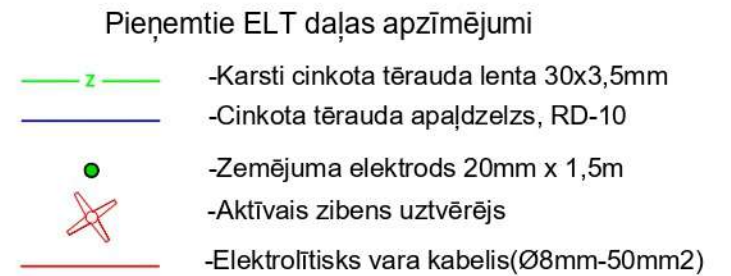 Pieņemtie ELT daļas apzīmējumi
z -Karsti cinkota tērauda lenta 30x3,5mm
-Cinkota tērauda apaļdzelzs, RD-10
-Zemējuma elektrods 20mm x 1,5m
-Aktīvais zibens uztvērējs
-Elektrolītisks vara kabelis(Ø8mm-50mm2)